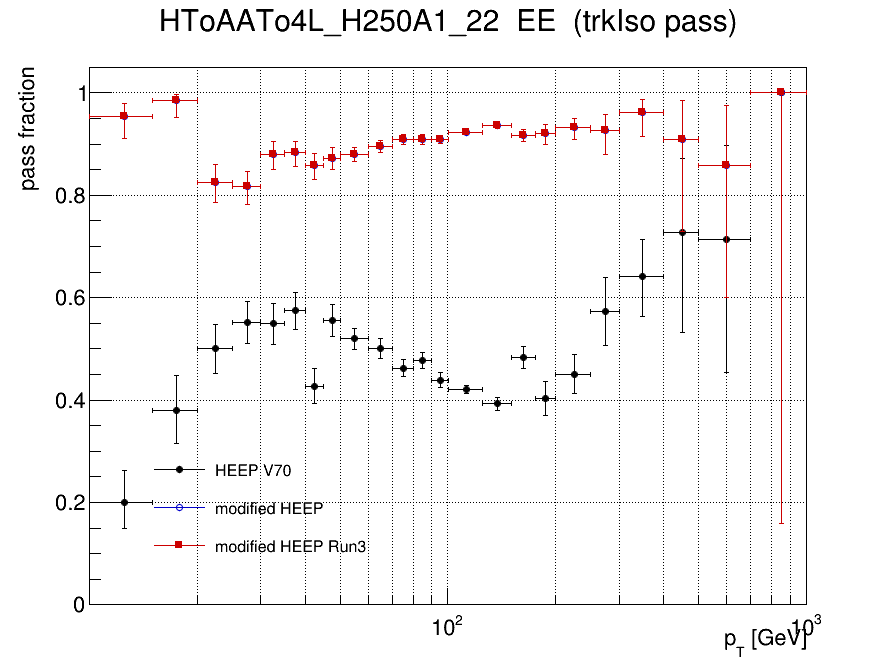 HToAATo4L_H250A1_22 EE (trkIso pass)
pass fraction
1
0.8
0.6
0.4
0.2
0
HEEP V70
modified HEEP
modified HEEP Run3
10²
10³
p_T [GeV]